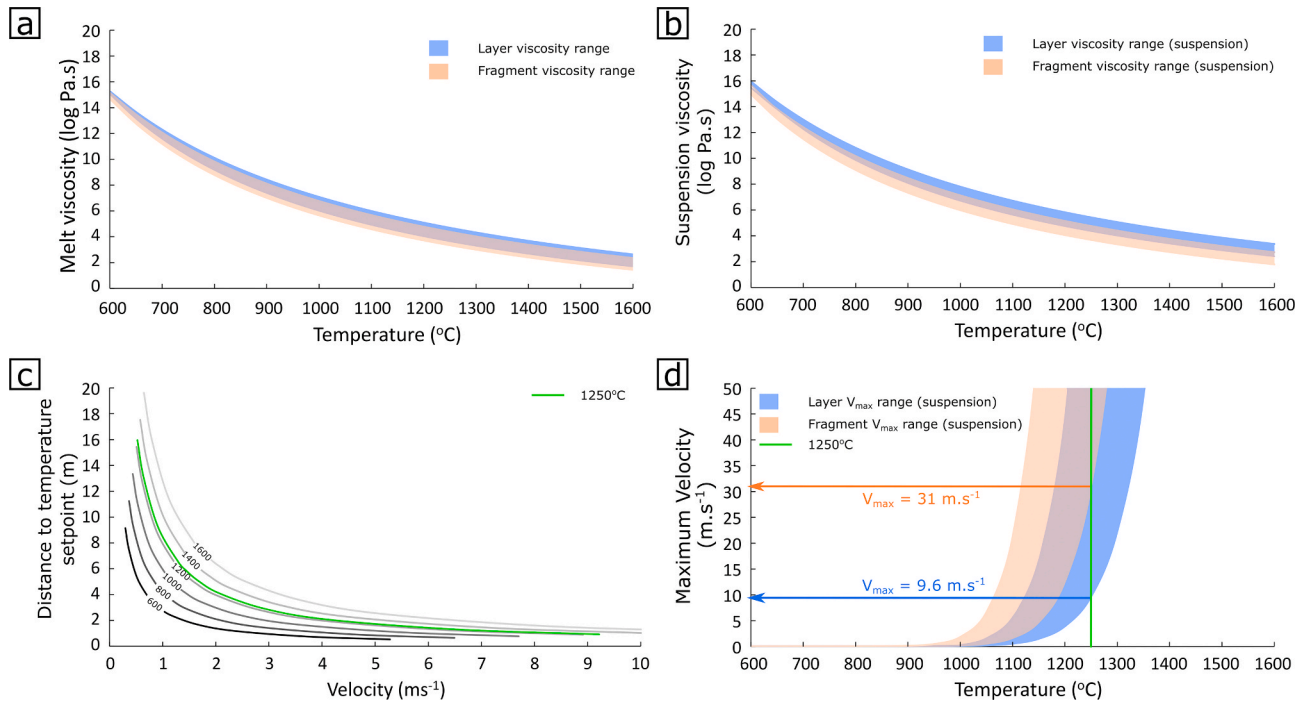 a
Melt viscosity (log Pa.s)
20
18
16
14
12
10
8
6
4
2
0
Layer viscosity range
Fragment viscosity range
600 700 800 900 1000 1100 1200 1300 1400 1500 1600
Temperature (oC)
b
Suspension viscosity
(log Pa.s)
20
18
16
14
12
10
8
6
4
2
0
Layer viscosity range (suspension)
Fragment viscosity range (suspension)
600 700 800 900 1000 1100 1200 1300 1400 1500 1600
Temperature (oC)
c
Distance to temperature
setpoint (m)
20
18
16
14
12
10
8
6
4
2
0
1250oC
1600
1400
1200
1000
800
600
0 1 2 3 4 5 6 7 8 9 10
Velocity (ms-1)
d
Maximum Velocity
(m.s-1)
50
45
40
35
30
25
20
15
10
5
0
Layer Vmax range (suspension)
Fragment Vmax range (suspension)
1250oC
Vmax = 31 m.s-1
Vmax = 9.6 m.s-1
600 700 800 900 1000 1100 1200 1300 1400 1500 1600
Temperature (oC)